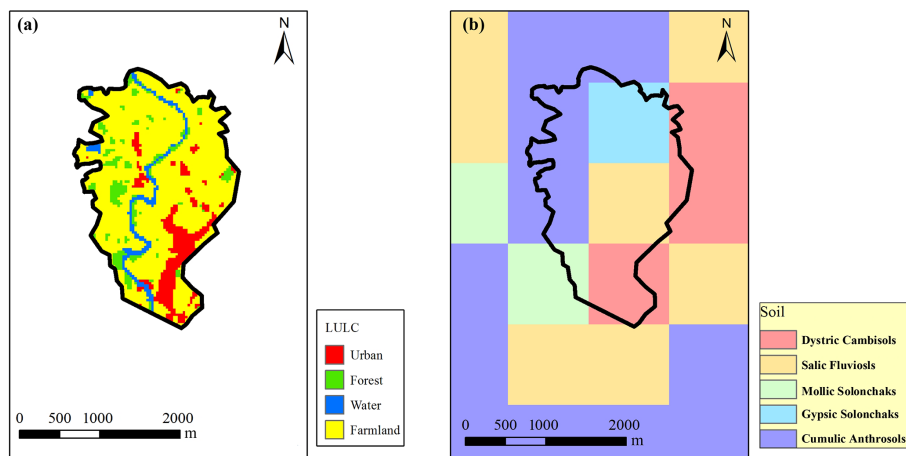 (a)
N
LULC
Urban
Forest
Water
Farmland
0 500 1000 2000
m
(b)
N
Soil
Dystric Cambisols
Salic Fluviosls
Mollic Solonchaks
Gypsic Solonchaks
Cumulic Anthrosols
0 500 1000 2000
m